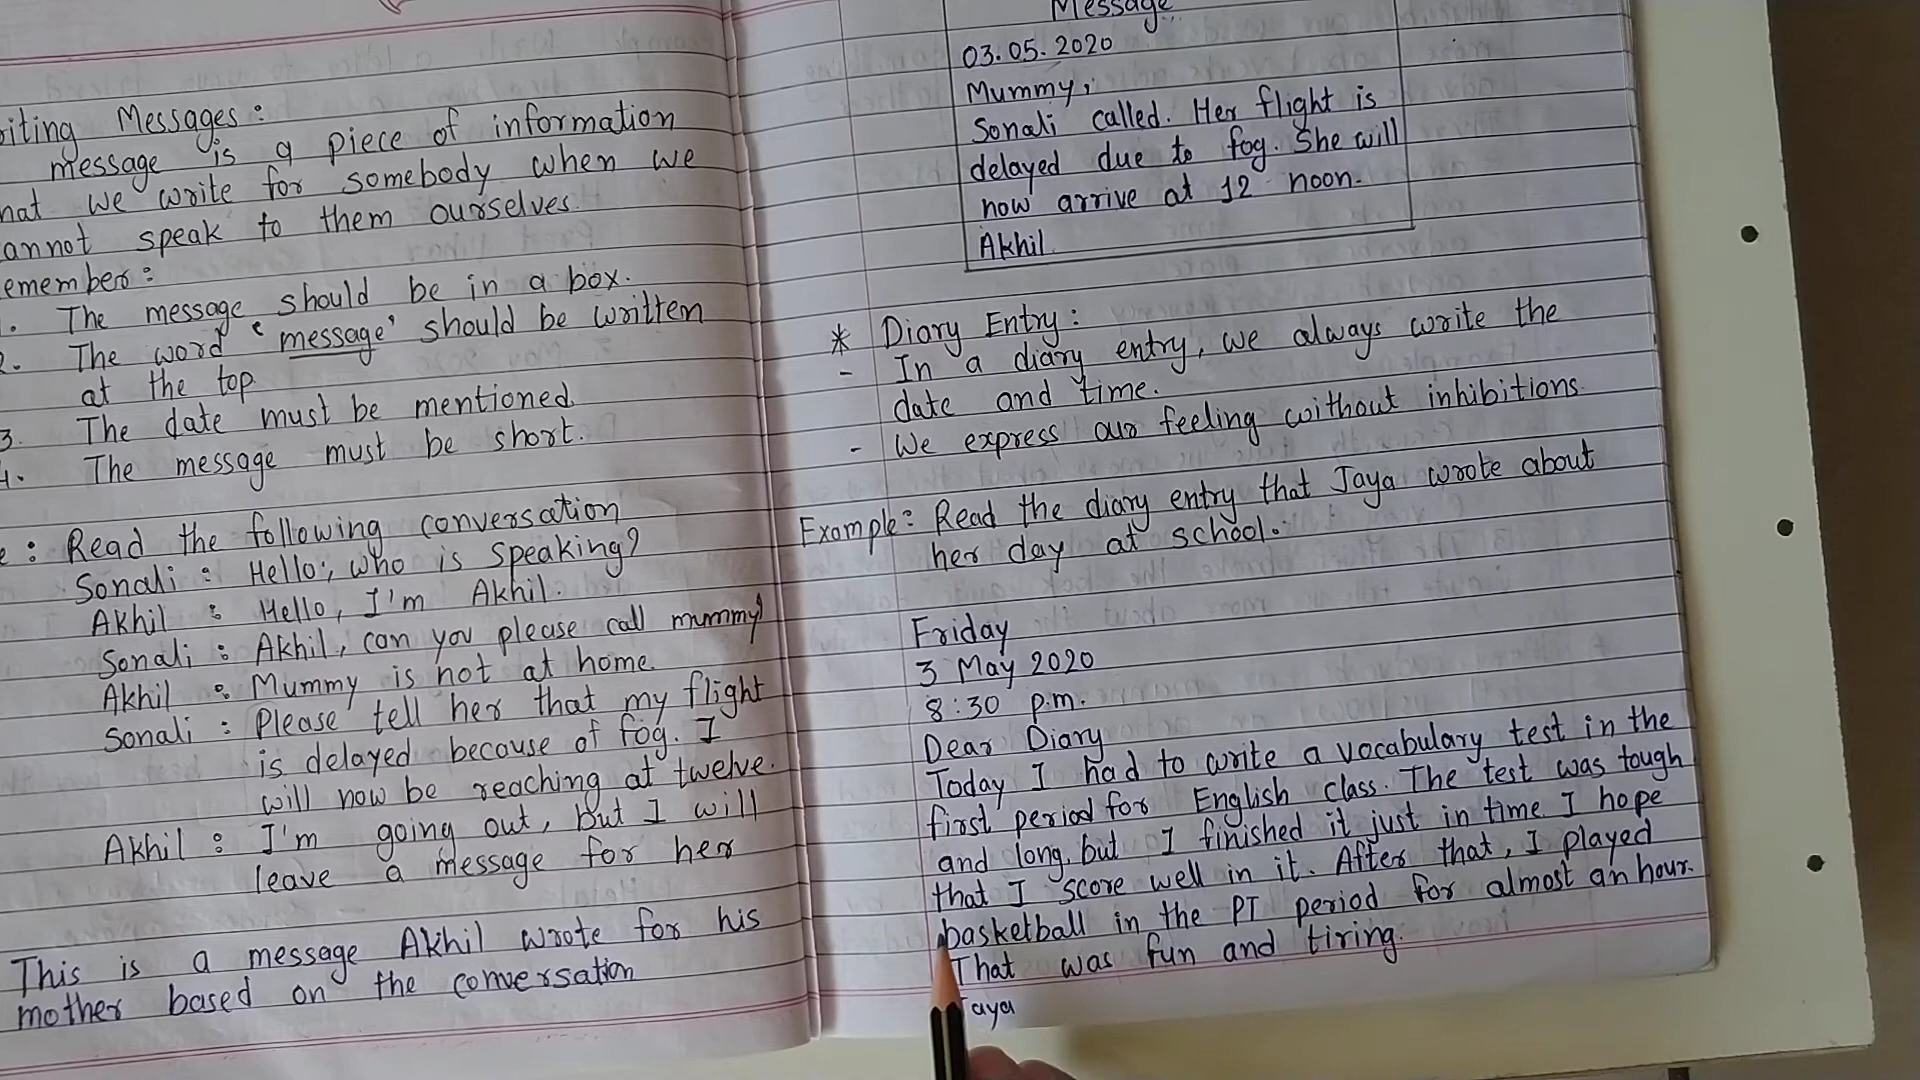 iting Messages:
message is a piece of information
hat we write for somebody when we
annot speak to them ourselves.
emember:
1. The message should be in a box.
2. The word 'message' should be written
at the top
3. The date must be mentioned.
4. The message must be short.
e: Read the following conversation
Sonali : Hello, who is speaking?
Akhil : Hello, I'm Akhil.
Sonali : Akhil, can you please call mummy?
Akhil : Mummy is not at home.
Sonali : Please tell her that my flight
is delayed because of fog. I
will now be reaching at twelve.
Akhil : I'm going out, but I will
leave a message for her
This is a message Akhil wrote for his
mother based on the conversation
Message
03.05.2020
Mummy,
Sonali called. Her flight is
delayed due to fog. She will
now arrive at 12 noon.
Akhil
* Diary Entry:
- In a diary entry, we always write the
date and time.
- We express our feeling without inhibitions.
Example: Read the diary entry that Jaya wrote about
her day at school.
Friday
3 May 2020
8:30 p.m.
Dear Diary
Today I had to write a vocabulary test in the
first period for English class. The test was tough
and long, but I finished it just in time. I hope
that I score well in it. After that, I played
basketball in the PT period for almost an hour.
That was fun and tiring.
Jaya